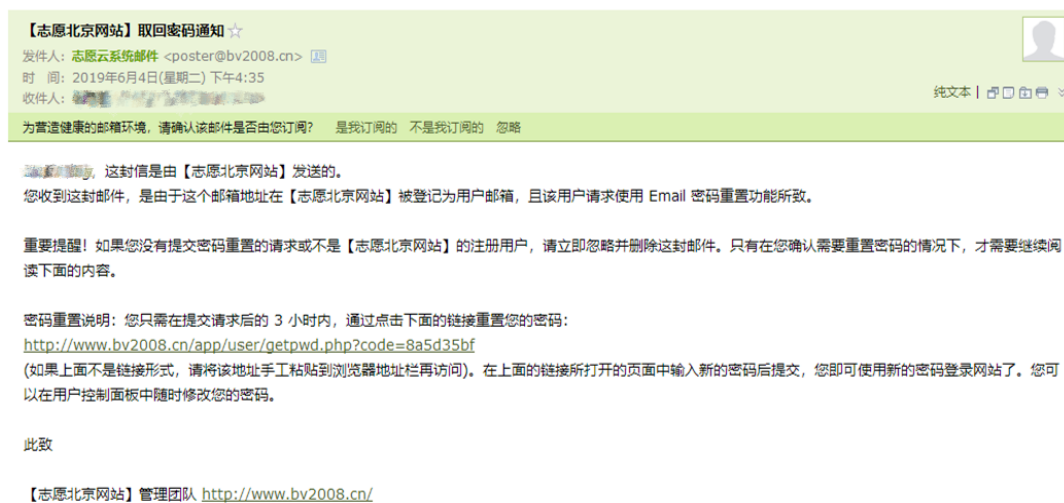 【志愿北京网站】取回密码通知
发件人：志愿云系统邮件 <poster@bv2008.cn>
时 间：2019年6月4日(星期二) 下午4:35
收件人：
纯文本 |
为营造健康的邮箱环境，请确认该邮件是否由您订阅？ 是我订阅的 不是我订阅的 忽略
，这封信是由【志愿北京网站】发送的。
您收到这封邮件，是由于这个邮箱地址在【志愿北京网站】被登记为用户邮箱，且该用户请求使用 Email 密码重置功能所致。
重要提醒！如果您没有提交密码重置的请求或不是【志愿北京网站】的注册用户，请立即忽略并删除这封邮件。只有在您确认需要重置密码的情况下，才需要继续阅
读下面的内容。
密码重置说明：您只需在提交请求后的 3 小时内，通过点击下面的链接重置您的密码：
http://www.bv2008.cn/app/user/getpwd.php?code=8a5d35bf
(如果上面不是链接形式，请将该地址手工粘贴到浏览器地址栏再访问)。在上面的链接所打开的页面中输入新的密码后提交，您即可使用新的密码登录网站了。您可
以在用户控制面板中随时修改您的密码。
此致
【志愿北京网站】管理团队 http://www.bv2008.cn/